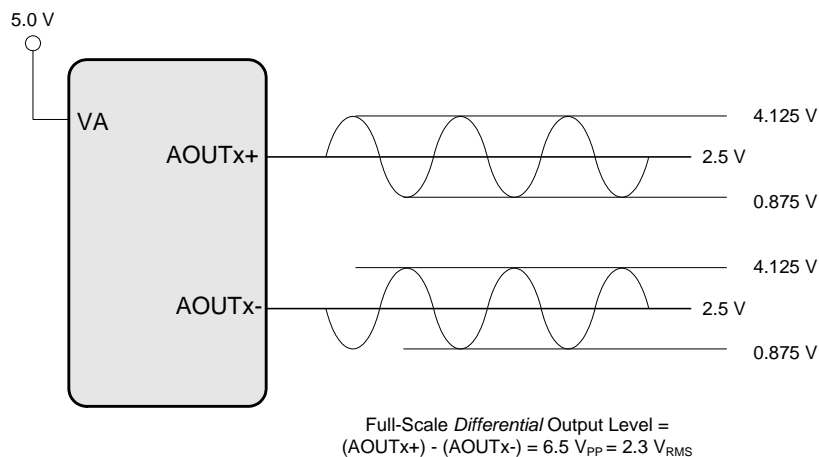 5.0 V
VA
AOUTx+
4.125 V
2.5 V
0.875 V
AOUTx-
4.125 V
2.5 V
0.875 V
Full-Scale Differential Output Level =
(AOUTx+) - (AOUTx-) = 6.5 VPP = 2.3 VRMS